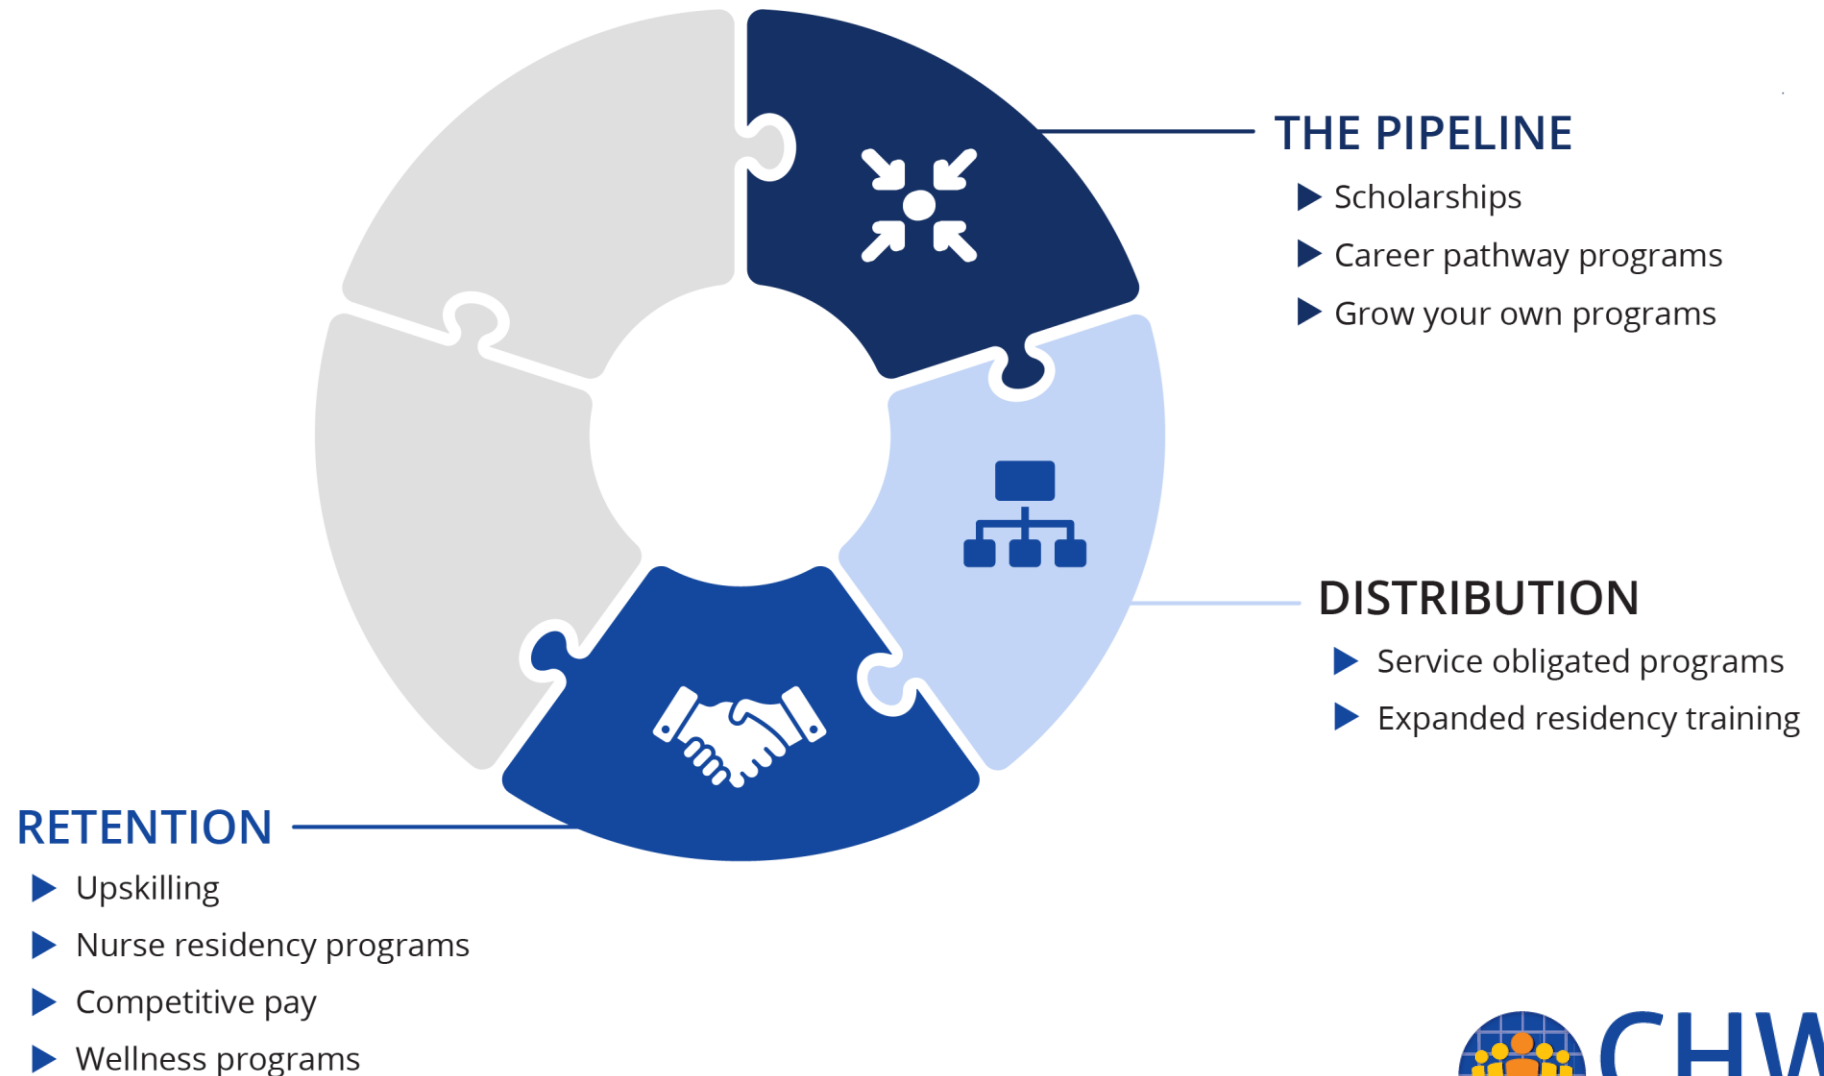 THE PIPELINE
Scholarships
Career pathway programs
Grow your own programs
DISTRIBUTION
Service obligated programs
Expanded residency training
RETENTION
Upskilling
Nurse residency programs
Competitive pay
Wellness programs
CHW